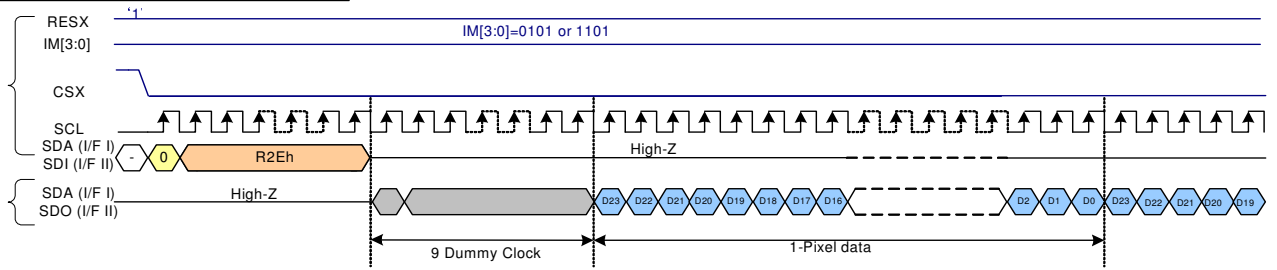 RESX '1'
IM[3:0] IM[3:0]=0101 or 1101
CSX
SCL
SDA (I/F I)
SDI (I/F II)
- 0 R2Eh High-Z
SDA (I/F I)
SDO (I/F II)
High-Z D23 D22 D21 D20 D19 D18 D17 D16 D2 D1 D0 D23 D22 D21 D20 D19
9 Dummy Clock 1-Pixel data